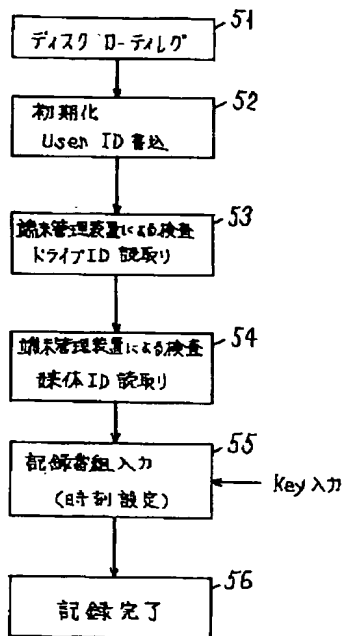 51
ディスクローディング
52
初期化
User ID 書込
53
端末管理装置による検査
ドライブID 読取り
54
端末管理装置による検査
媒体ID 読取り
55
記録番組入力
(時刻設定)
Key入力
56
記録完了